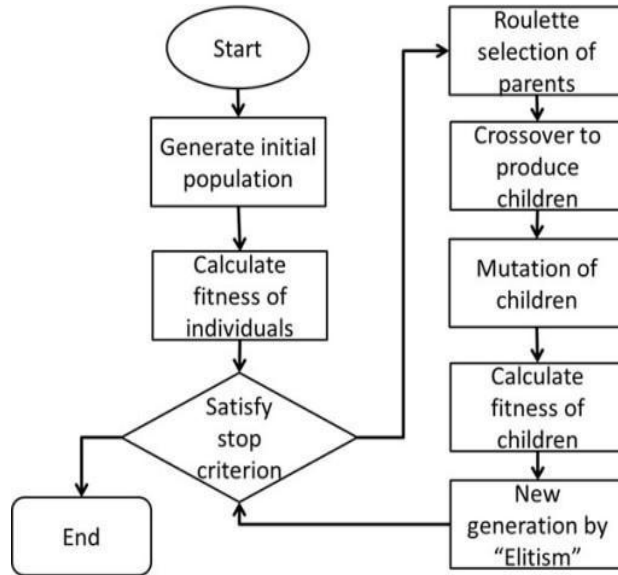 Start
Generate initial
population
Calculate
fitness of
individuals
Satisfy
stop
criterion
End
Roulette
selection of
parents
Crossover to
produce
children
Mutation of
children
Calculate
fitness of
children
New
generation by
“Elitism”